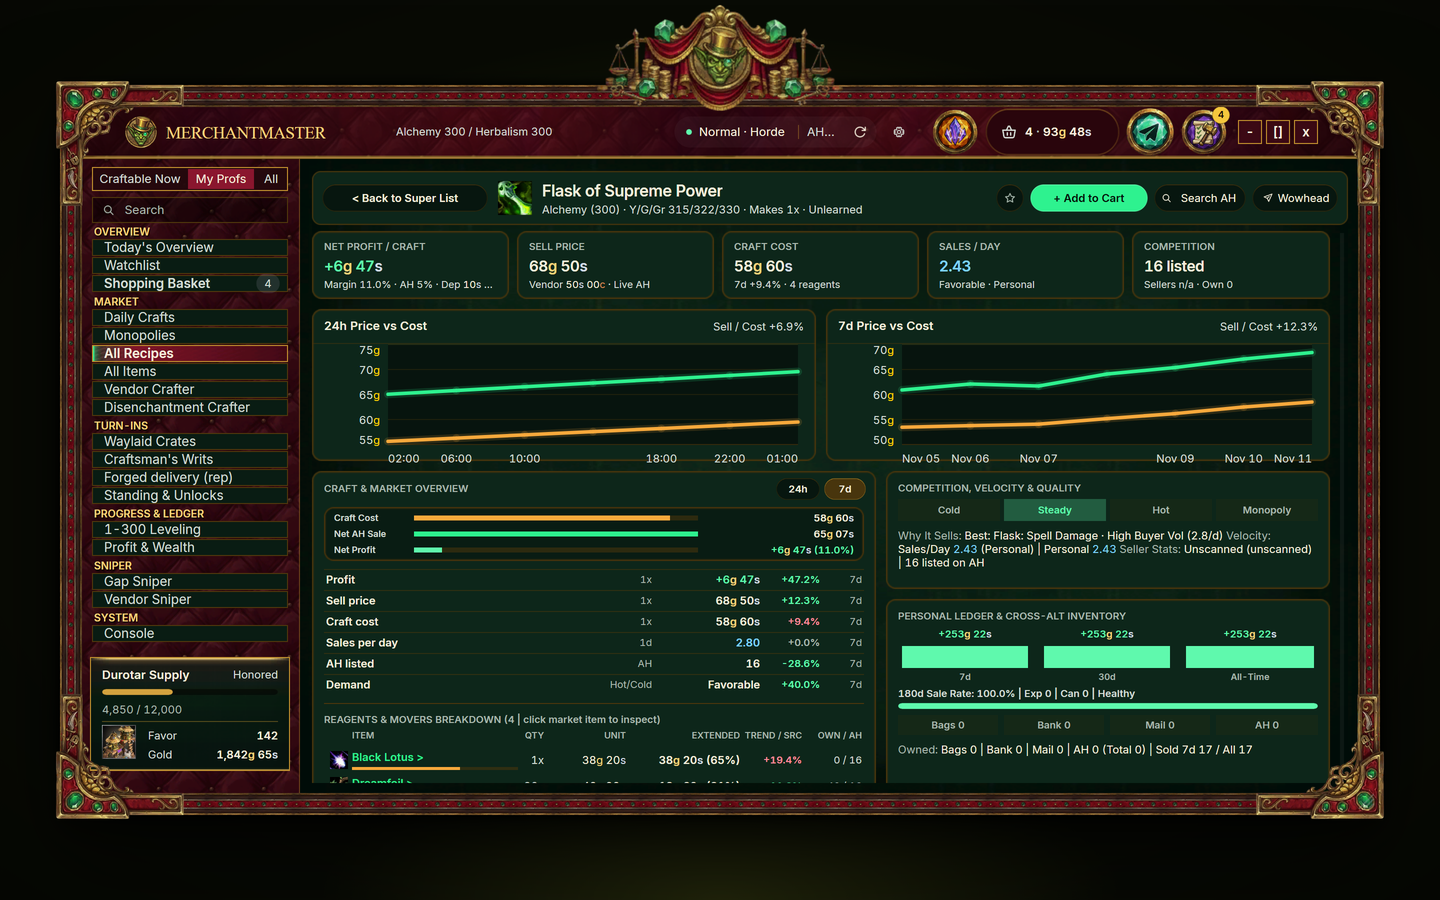 MERCHANTMASTER
Alchemy 300 / Herbalism 300
Normal · Horde
AH...
4 · 93g 48s
4
-
[]
x
Craftable Now
My Profs
All
Search
OVERVIEW
Today's Overview
Watchlist
Shopping Basket
4
MARKET
Daily Crafts
Monopolies
All Recipes
All Items
Vendor Crafter
Disenchantment Crafter
TURN-INS
Waylaid Crates
Craftsman's Writs
Forged delivery (rep)
Standing & Unlocks
PROGRESS & LEDGER
1-300 Leveling
Profit & Wealth
SNIPER
Gap Sniper
Vendor Sniper
SYSTEM
Console
Durotar Supply
Honored
4,850 / 12,000
Favor
142
Gold
1,842g 65s
< Back to Super List
Flask of Supreme Power
Alchemy (300) · Y/G/Gr 315/322/330 · Makes 1x · Unlearned
+ Add to Cart
Search AH
Wowhead
NET PROFIT / CRAFT
+6g 47s
Margin 11.0% · AH 5% · Dep 10s ...
SELL PRICE
68g 50s
Vendor 50s 00c · Live AH
CRAFT COST
58g 60s
7d +9.4% · 4 reagents
SALES / DAY
2.43
Favorable · Personal
COMPETITION
16 listed
Sellers n/a · Own 0
24h Price vs Cost
Sell / Cost +6.9%
75g
70g
65g
60g
55g
02:00
06:00
10:00
18:00
22:00
01:00
7d Price vs Cost
Sell / Cost +12.3%
70g
65g
60g
55g
50g
Nov 05
Nov 06
Nov 07
Nov 09
Nov 10
Nov 11
CRAFT & MARKET OVERVIEW
24h
7d
Craft Cost
58g 60s
Net AH Sale
65g 07s
Net Profit
+6g 47s (11.0%)
Profit 1x +6g 47s +47.2% 7d
Sell price 1x 68g 50s +12.3% 7d
Craft cost 1x 58g 60s +9.4% 7d
Sales per day 1d 2.80 +0.0% 7d
AH listed AH 16 -28.6% 7d
Demand Hot/Cold Favorable +40.0% 7d
REAGENTS & MOVERS BREAKDOWN (4 | click market item to inspect)
ITEM QTY UNIT EXTENDED TREND / SRC OWN / AH
Black Lotus > 1x 38g 20s 38g 20s (65%) +19.4% 0 / 16
COMPETITION, VELOCITY & QUALITY
Cold
Steady
Hot
Monopoly
Why It Sells: Best: Flask: Spell Damage · High Buyer Vol (2.8/d) Velocity:
Sales/Day 2.43 (Personal) | Personal 2.43 Seller Stats: Unscanned (unscanned)
| 16 listed on AH
PERSONAL LEDGER & CROSS-ALT INVENTORY
+253g 22s
+253g 22s
+253g 22s
7d
30d
All-Time
180d Sale Rate: 100.0% | Exp 0 | Can 0 | Healthy
Bags 0
Bank 0
Mail 0
AH 0
Owned: Bags 0 | Bank 0 | Mail 0 | AH 0 (Total 0) | Sold 7d 17 / All 17